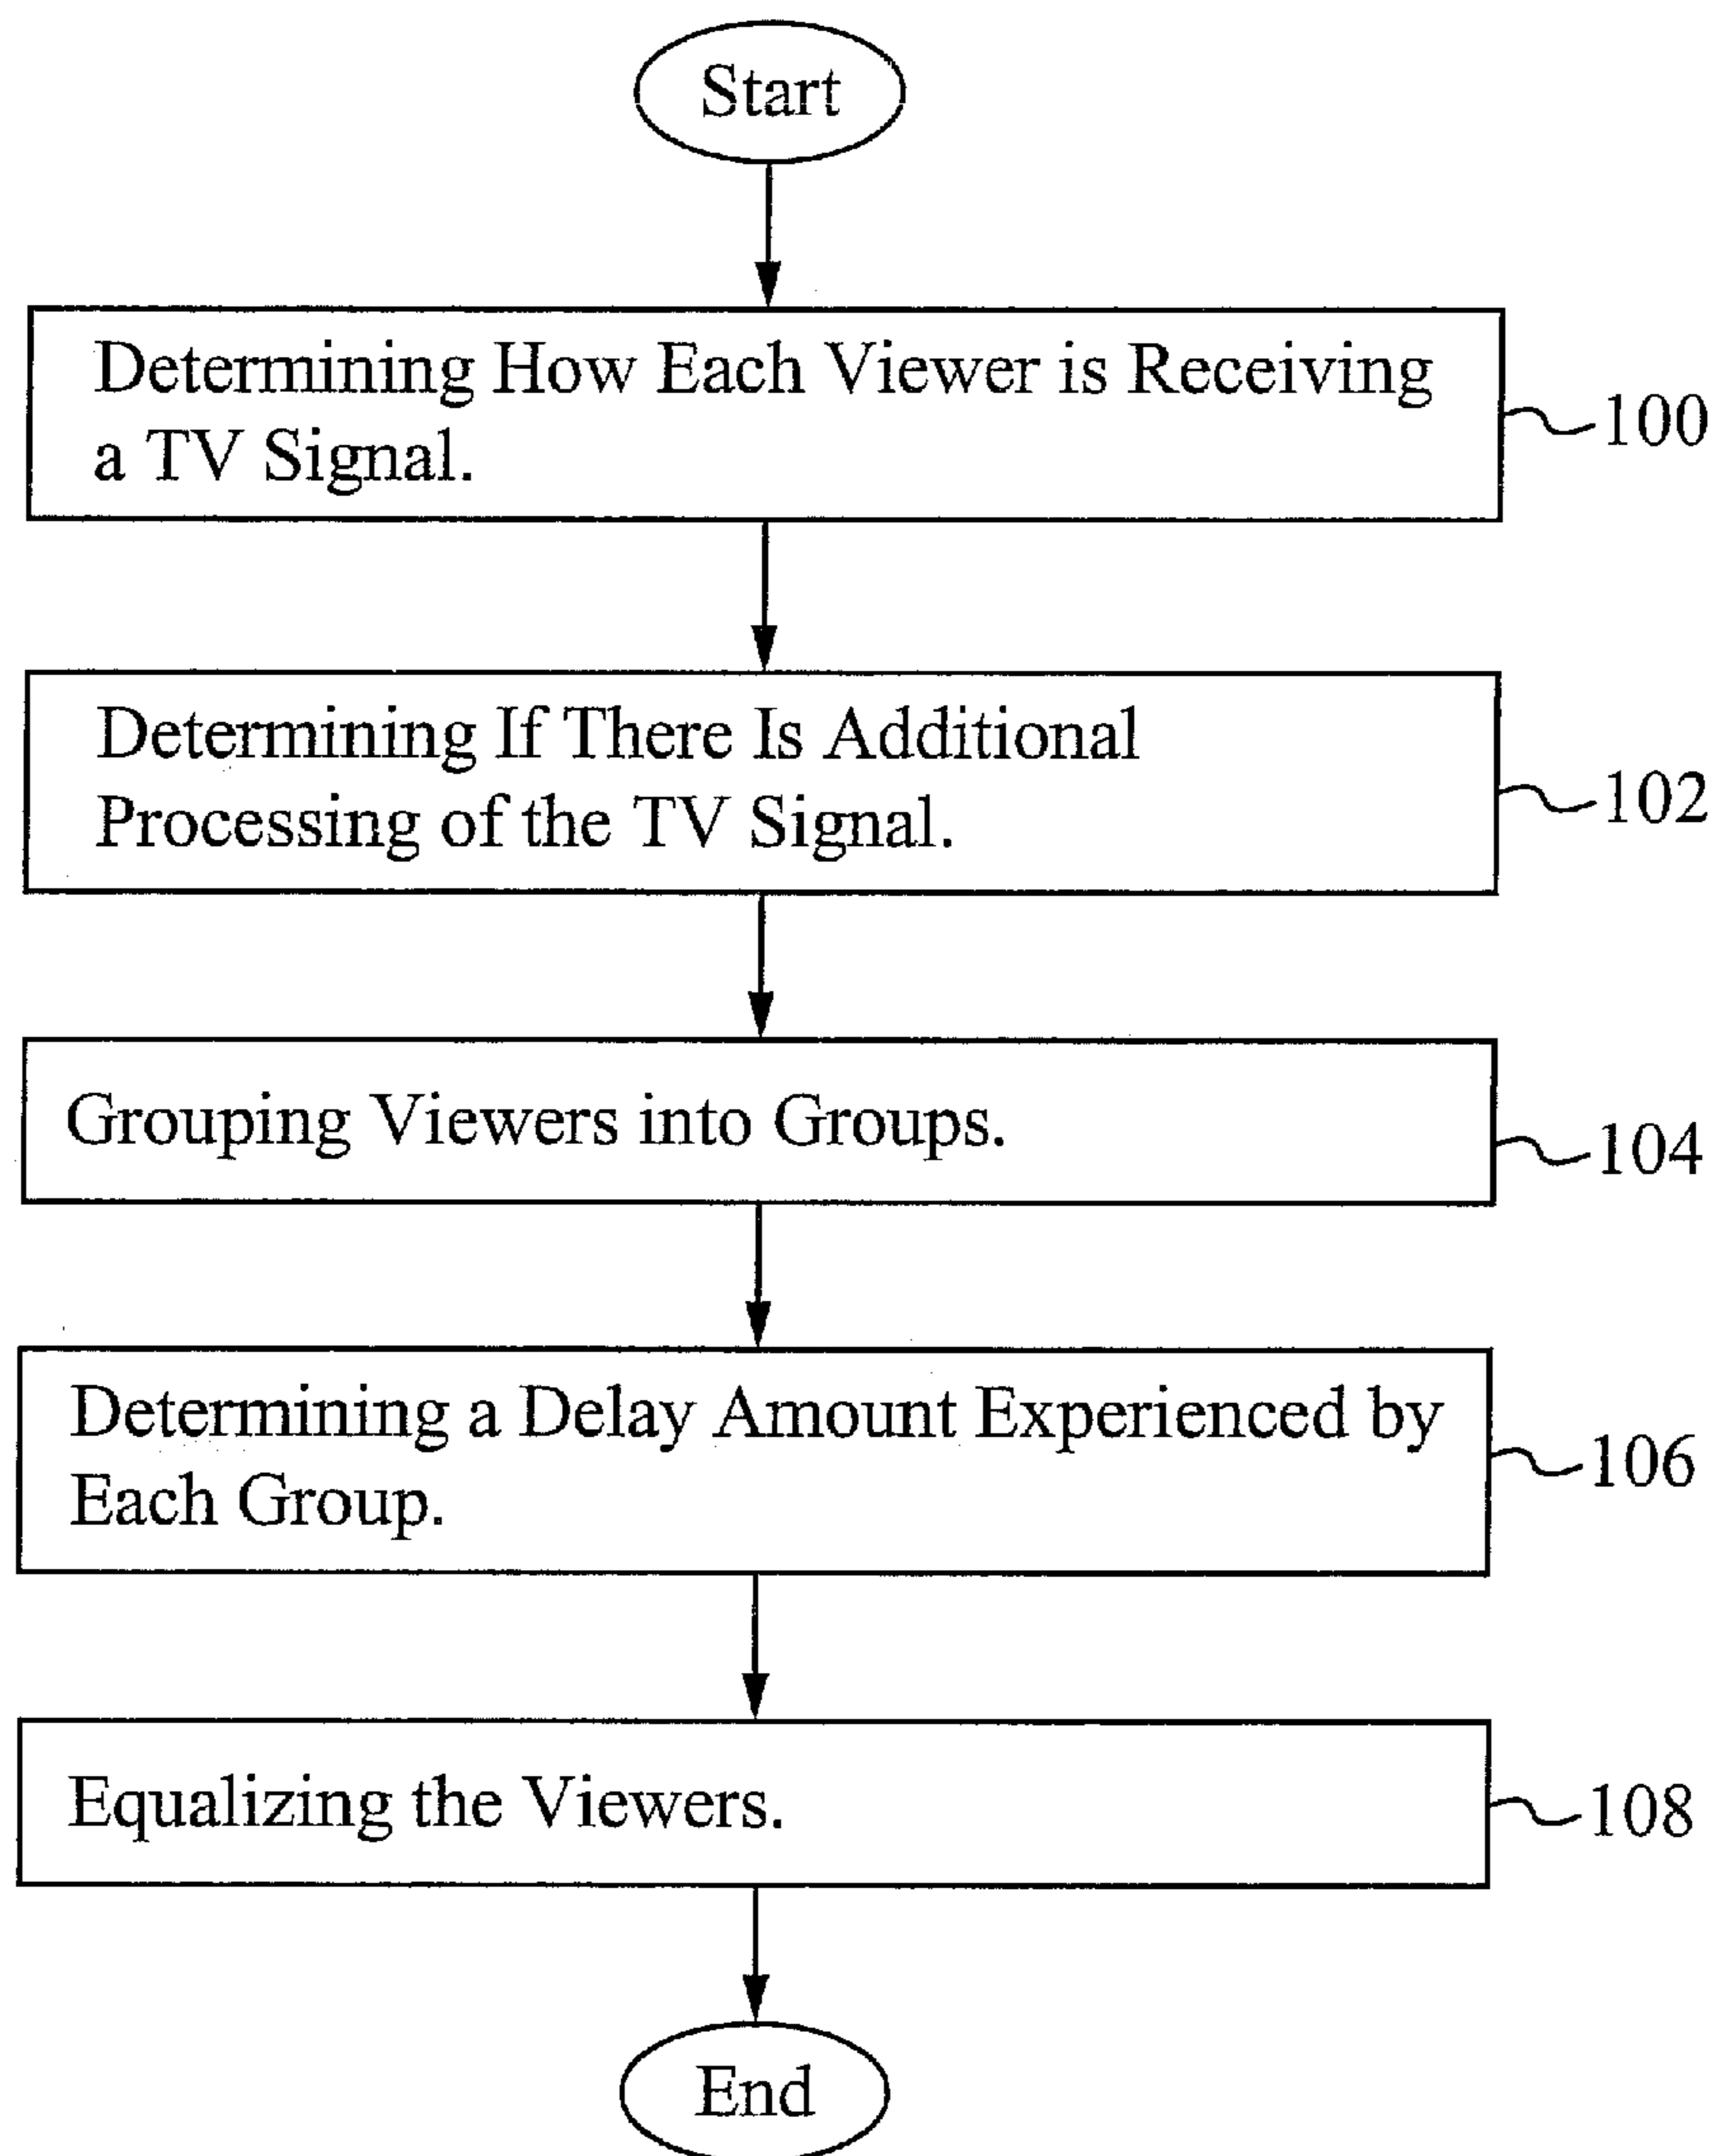 Start
Determining How Each Viewer is Receiving
a TV Signal.
100
Determining If There Is Additional
Processing of the TV Signal.
102
Grouping Viewers into Groups.
104
Determining a Delay Amount Experienced by
Each Group.
106
Equalizing the Viewers.
108
End